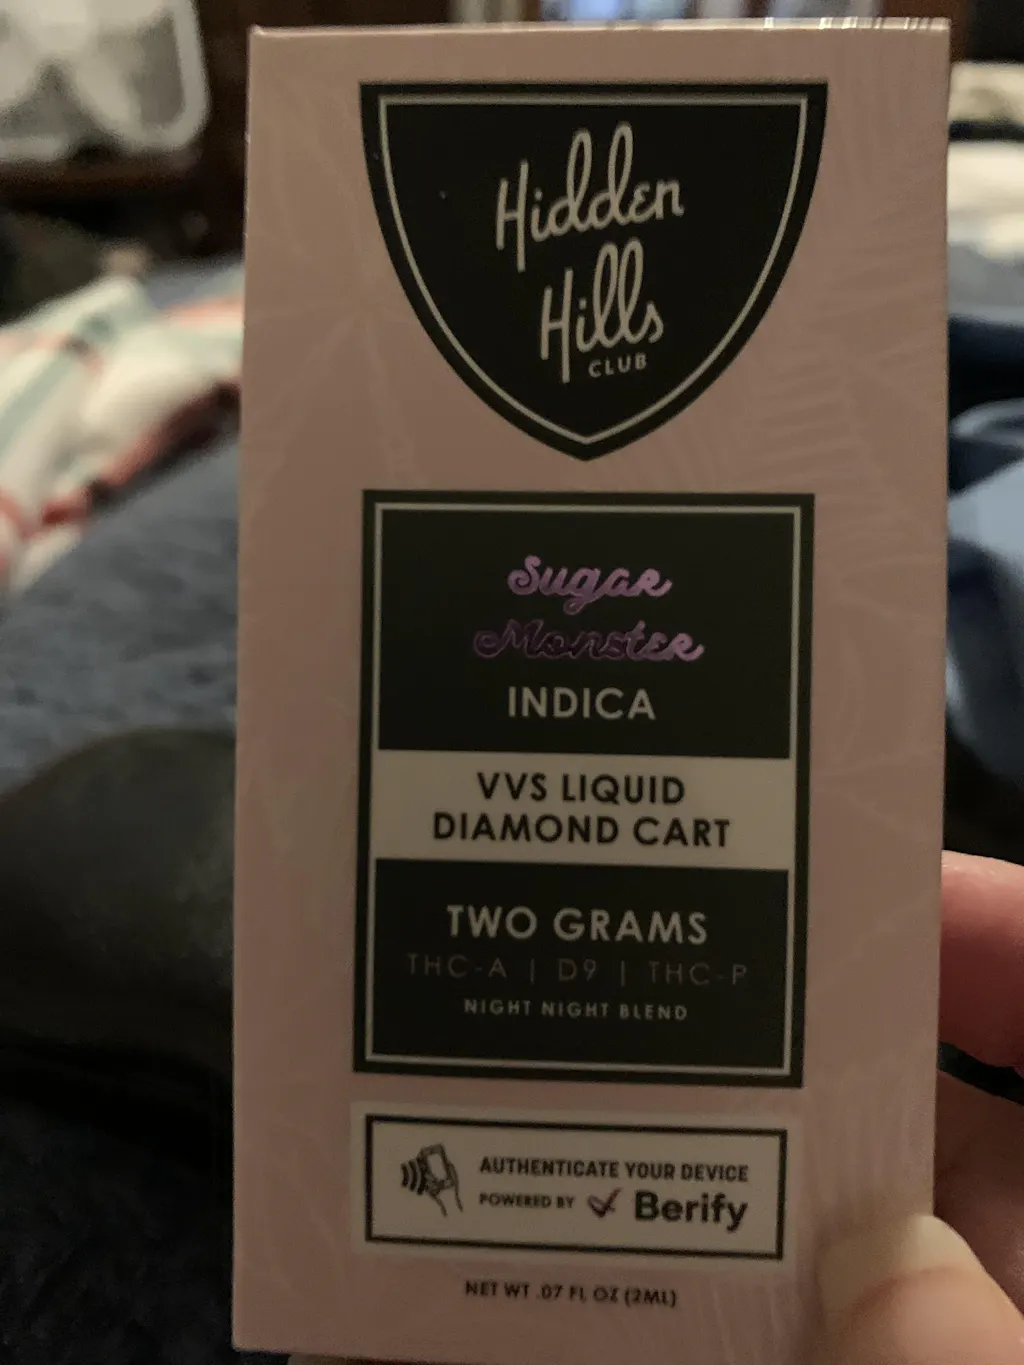 Hidden
Hills
CLUB
Sugar
Monster
INDICA
VVS LIQUID
DIAMOND CART
TWO GRAMS
THC-A | D9 | THC-P
NIGHT NIGHT BLEND
AUTHENTICATE YOUR DEVICE
POWERED BY Berify
NET WT .07 FL OZ (2ML)